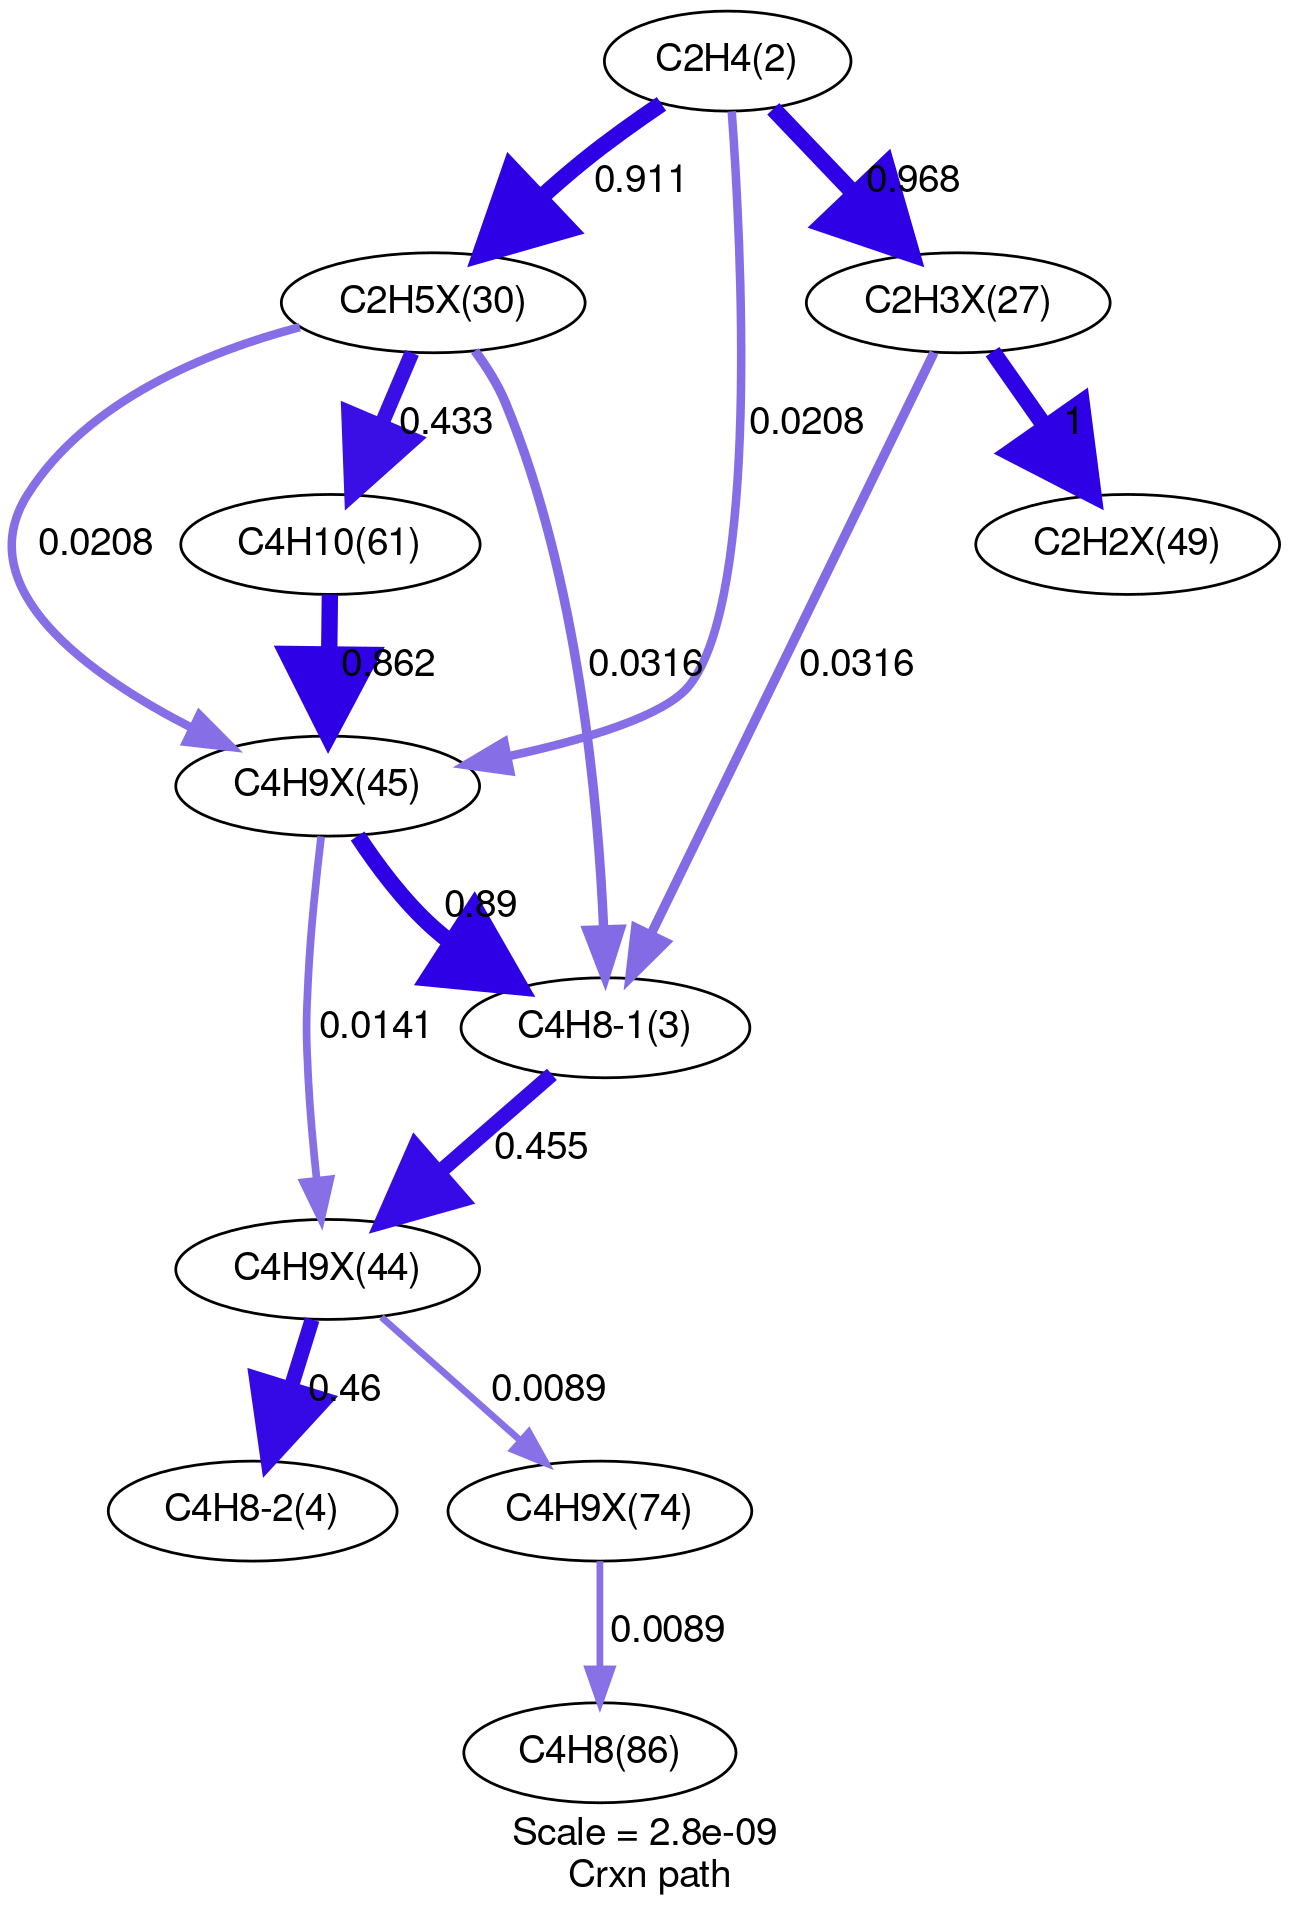 C2H4(2)
0.911
0.968
C2H5X(30)
C2H3X(27)
0.433
0.0208
1
0.0208
C4H10(61)
C2H2X(49)
0.862
0.0316
0.0316
C4H9X(45)
0.89
0.0141
C4H8-1(3)
0.455
C4H9X(44)
0.46
0.0089
C4H8-2(4)
C4H9X(74)
0.0089
C4H8(86)
Scale = 2.8e-09
Crxn path